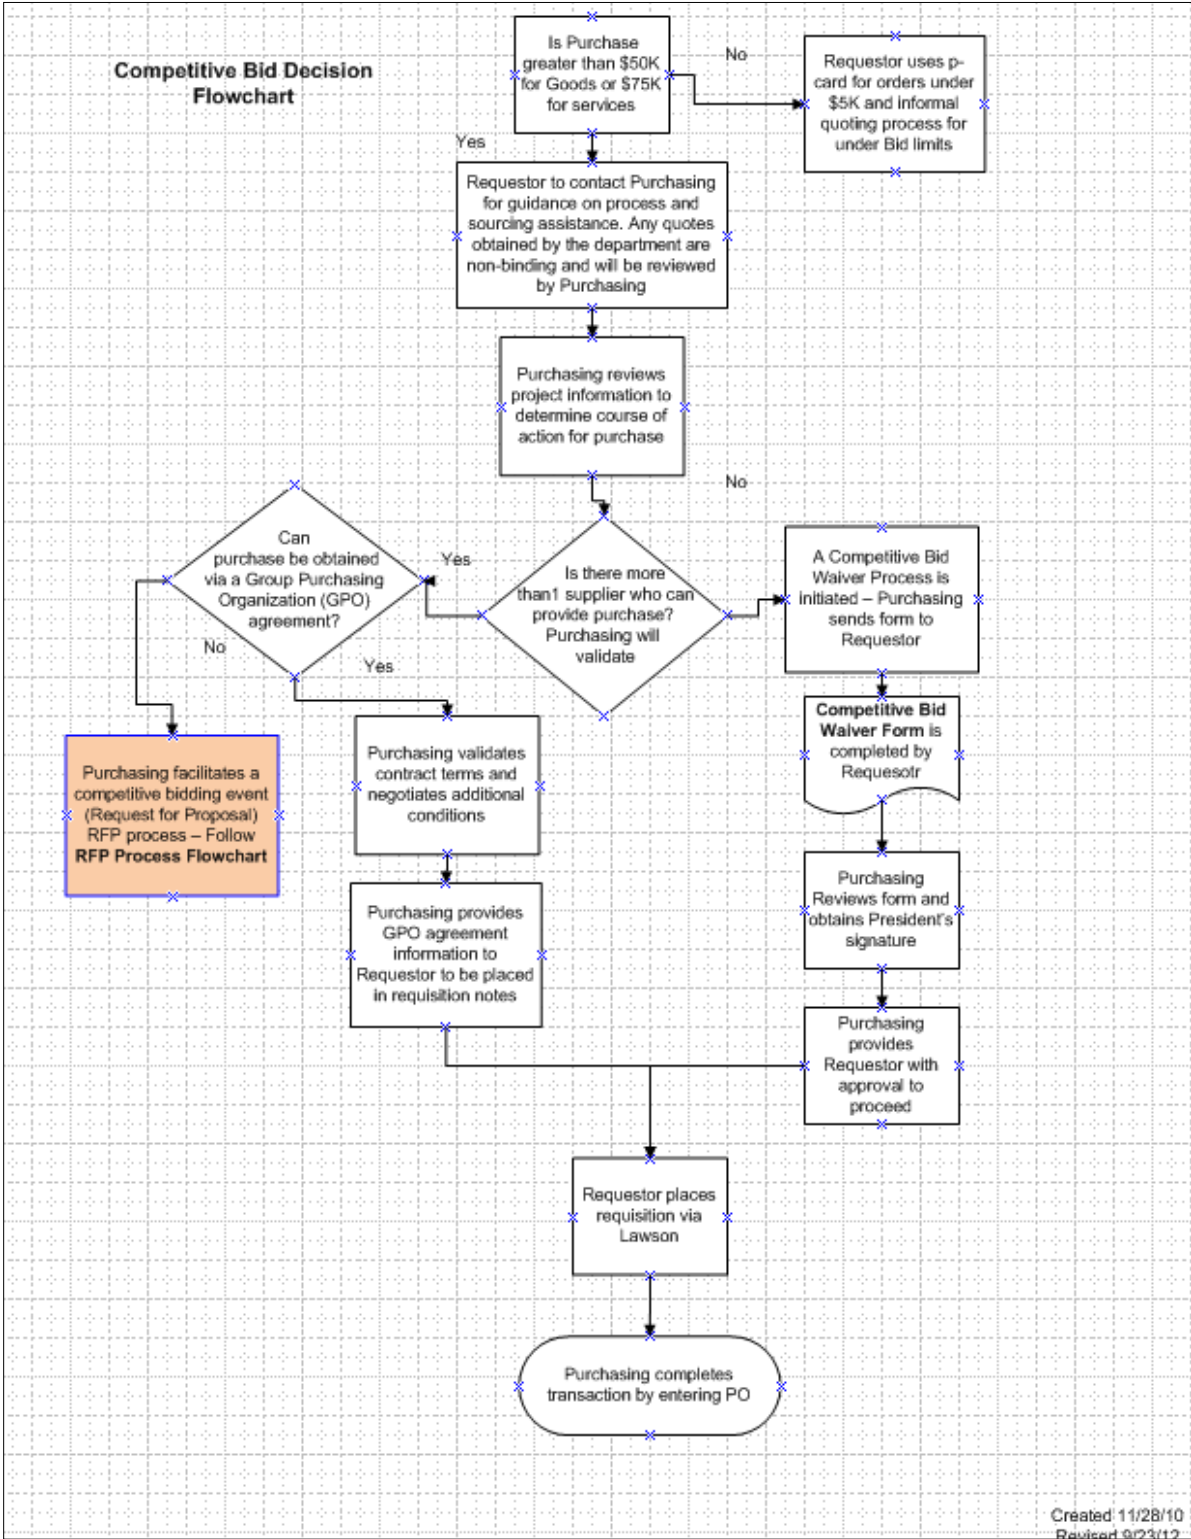 Competitive Bid Decision
Flowchart
Is Purchase
greater than $50K
for Goods or $75K
for services
No
Requestor uses p-
card for orders under
$5K and informal
quoting process for
under Bid limits
Yes
Requestor to contact Purchasing
for guidance on process and
sourcing assistance. Any quotes
obtained by the department are
non-binding and will be reviewed
by Purchasing
Purchasing reviews
project information to
determine course of
action for purchase
No
Can
purchase be obtained
via a Group Purchasing
Organization (GPO)
agreement?
Yes
Is there more
than1 supplier who can
provide purchase?
Purchasing will
validate
A Competitive Bid
Waiver Process is
initiated – Purchasing
sends form to
Requestor
No
Yes
Competitive Bid
Waiver Form is
completed by
Requesotr
Purchasing facilitates a
competitive bidding event
(Request for Proposal)
RFP process – Follow
RFP Process Flowchart
Purchasing validates
contract terms and
negotiates additional
conditions
Purchasing
Reviews form and
obtains President's
signature
Purchasing provides
GPO agreement
information to
Requestor to be placed
in requisition notes
Purchasing
provides
Requestor with
approval to
proceed
Requestor places
requisition via
Lawson
Purchasing completes
transaction by entering PO
Created 11/28/10
Revised 9/23/12